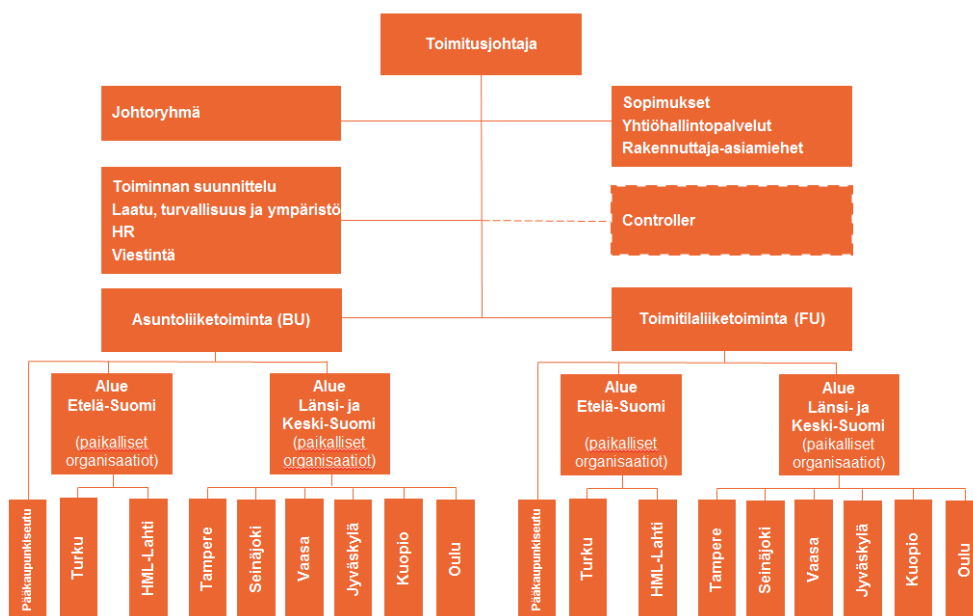 Toimitusjohtaja
Johtoryhmä
Sopimukset
Yhtiöhallintopalvelut
Rakennuttaja-asiamiehet
Toiminnan suunnittelu
Laatu, turvallisuus ja ympäristö
HR
Viestintä
Controller
Asuntoliiketoiminta (BU)
Toimitilaliiketoiminta (FU)
Alue
Etelä-Suomi
(paikalliset
organisaatiot)
Alue
Länsi- ja
Keski-Suomi
(paikalliset
organisaatiot)
Alue
Etelä-Suomi
(paikalliset
organisaatiot)
Alue
Länsi- ja
Keski-Suomi
(paikalliset
organisaatiot)
Pääkaupunkiseutu
Turku
HML-Lahti
Tampere
Seinäjoki
Vaasa
Jyväskylä
Kuopio
Oulu
Pääkaupunkiseutu
Turku
HML-Lahti
Tampere
Seinäjoki
Vaasa
Jyväskylä
Kuopio
Oulu